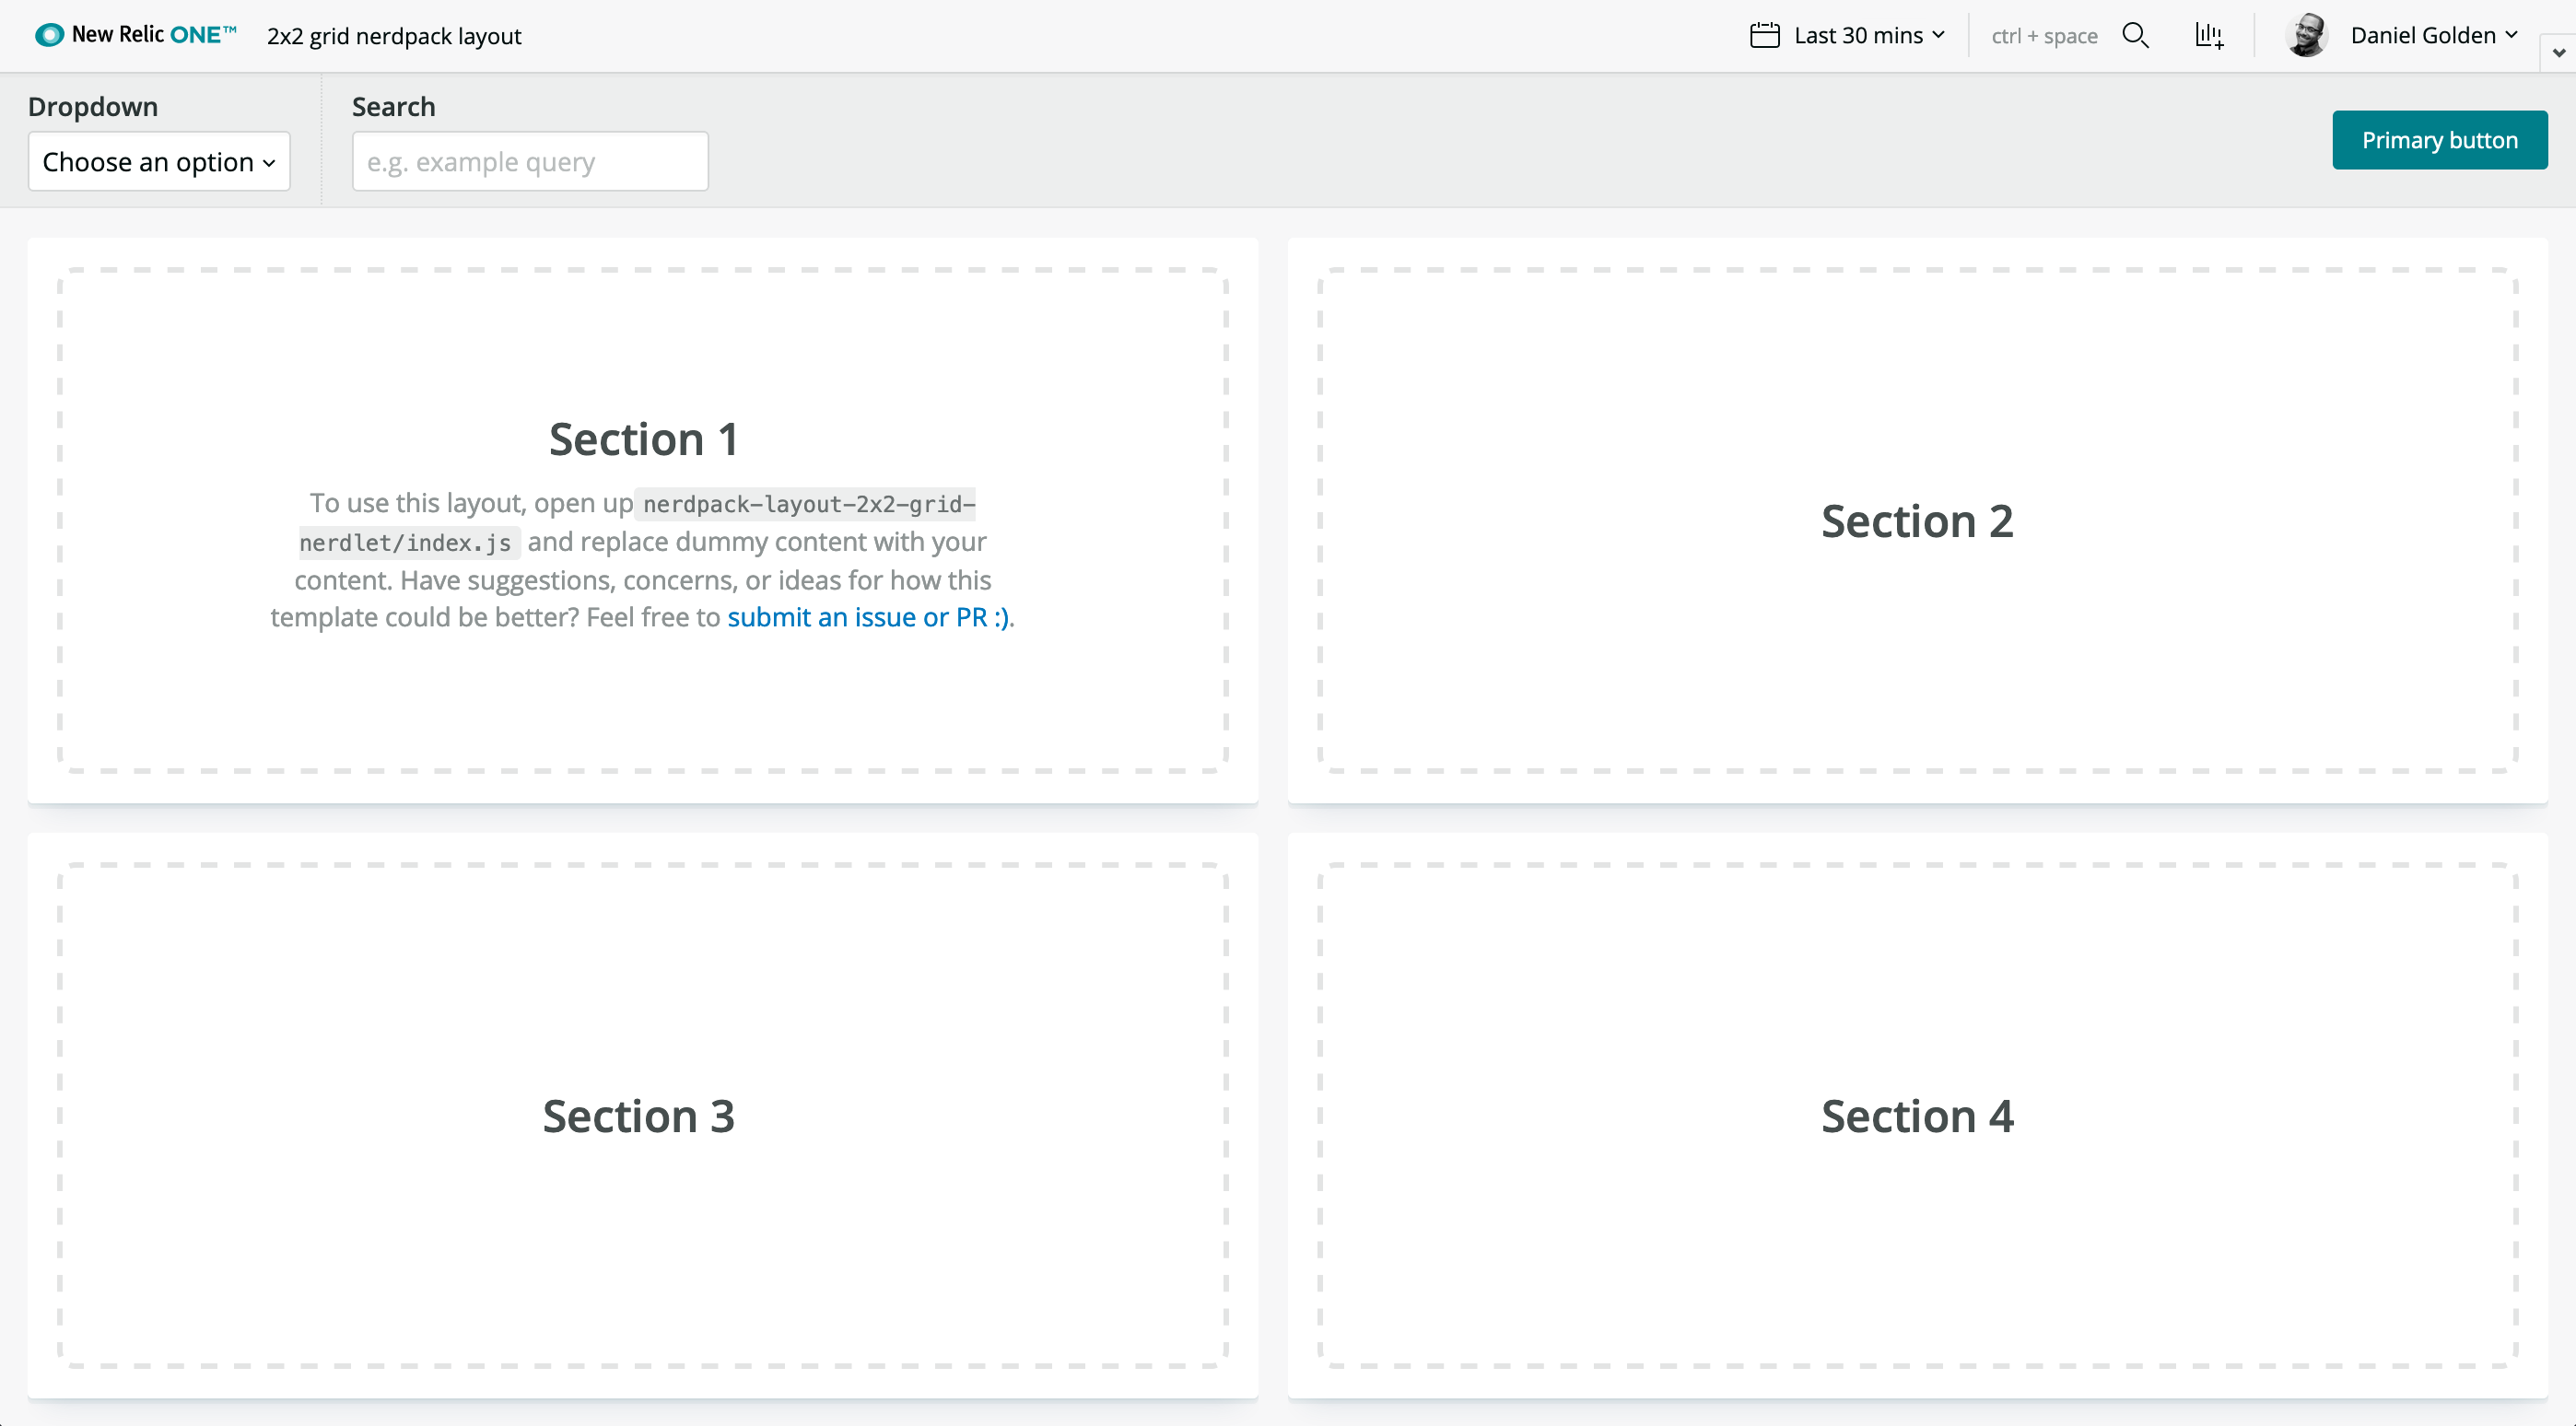 New Relic ONE™ 2x2 grid nerdpack layout Last 30 mins ctrl + space Daniel Golden
Dropdown Search
Choose an option e.g. example query Primary button
Section 1
To use this layout, open up nerdpack-layout-2x2-grid-
nerdlet/index.js and replace dummy content with your
content. Have suggestions, concerns, or ideas for how this
template could be better? Feel free to submit an issue or PR :).
Section 2
Section 3
Section 4